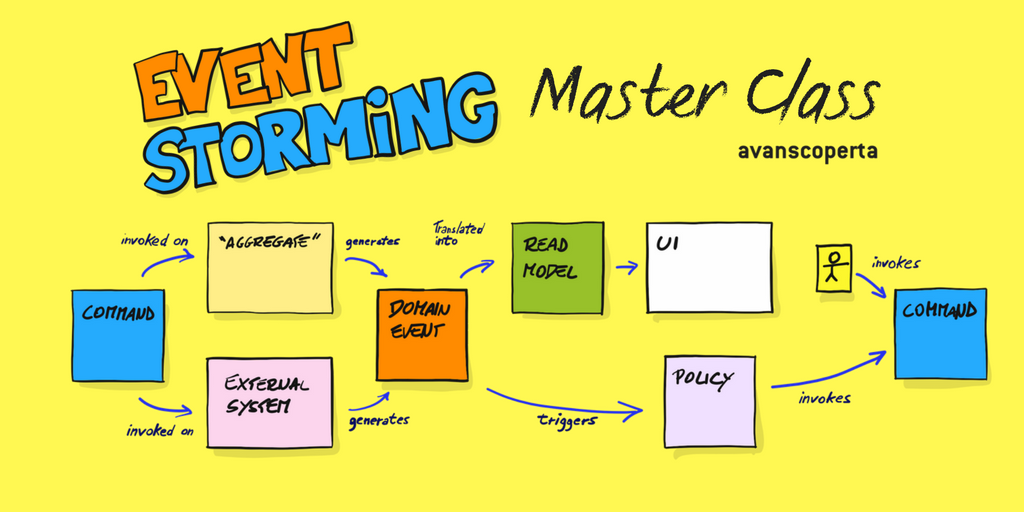 EVENT
STORMiNG
Master Class
avanscoperta
invoked on
"AGGREGATE"
generates
Translated
into
READ
MODEL
UI
invokes
COMMAND
DOMAIN
EVENT
COMMAND
EXTERNAL
SYSTEM
POLICY
invoked on
generates
triggers
invokes